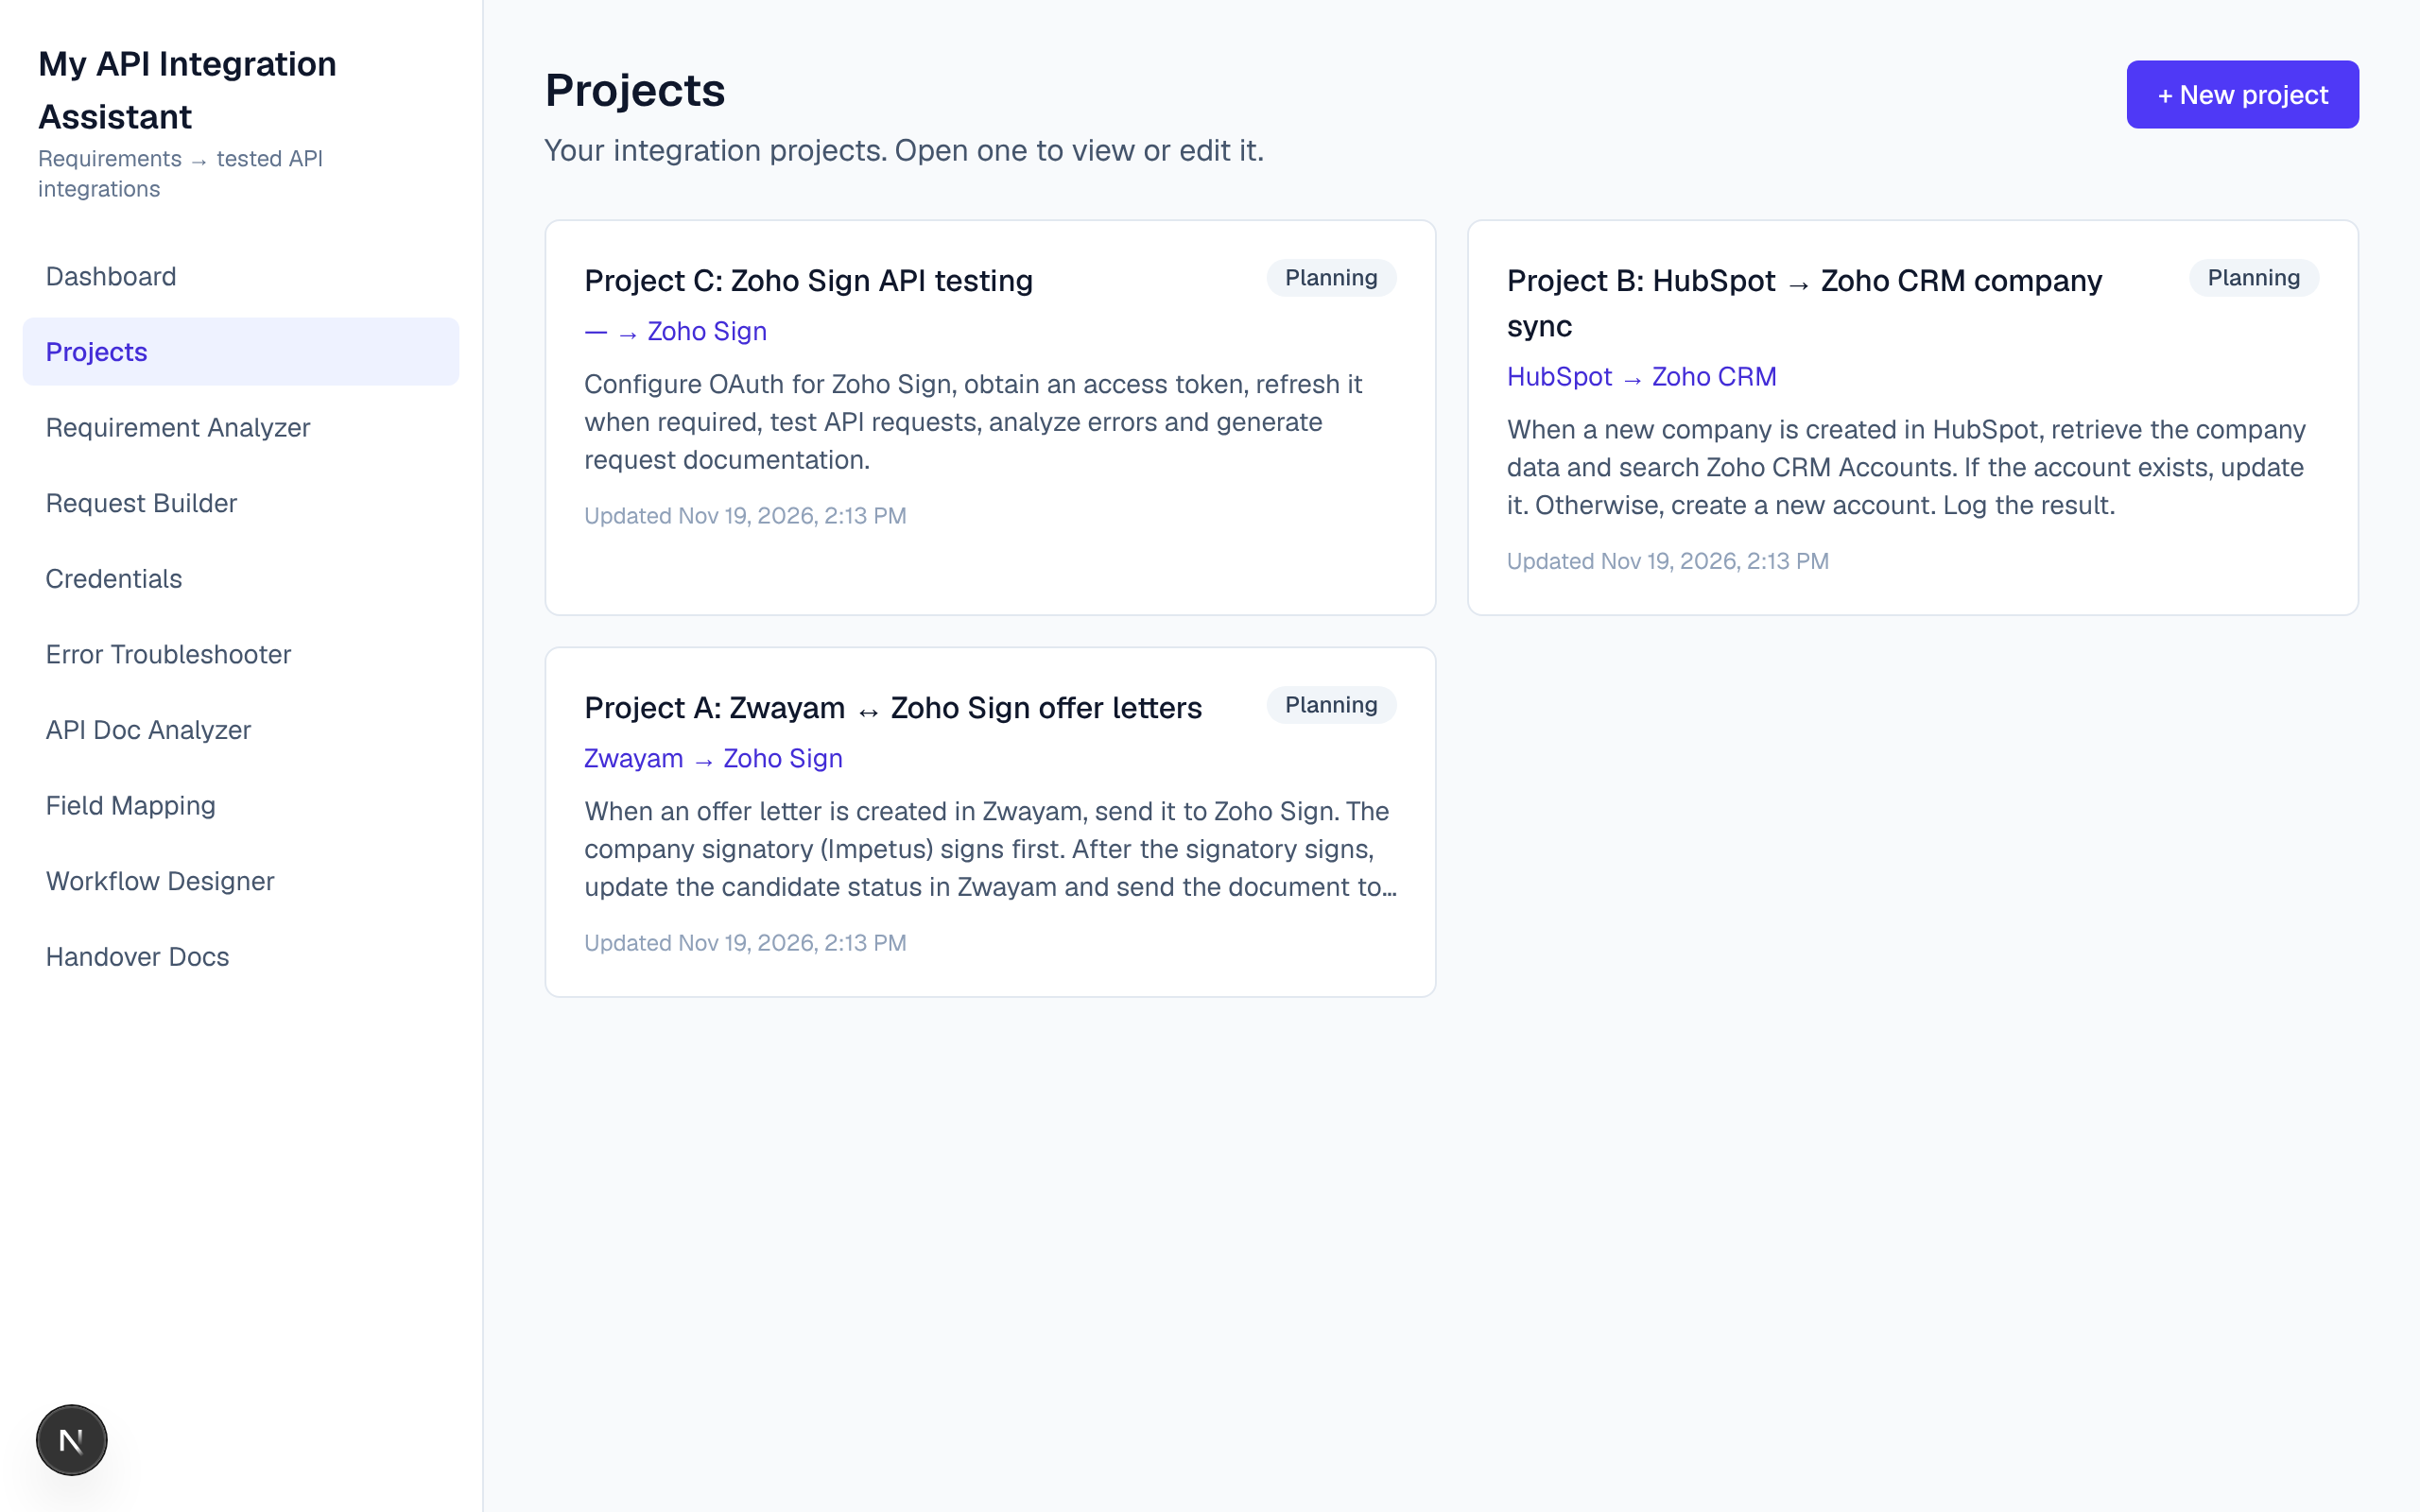 My API Integration
Assistant
Requirements → tested API
integrations
Dashboard
Projects
Requirement Analyzer
Request Builder
Credentials
Error Troubleshooter
API Doc Analyzer
Field Mapping
Workflow Designer
Handover Docs
N
Projects
Your integration projects. Open one to view or edit it.
+ New project
Project C: Zoho Sign API testing
Planning
— → Zoho Sign
Configure OAuth for Zoho Sign, obtain an access token, refresh it
when required, test API requests, analyze errors and generate
request documentation.
Updated Nov 19, 2026, 2:13 PM
Project B: HubSpot → Zoho CRM company
sync
Planning
HubSpot → Zoho CRM
When a new company is created in HubSpot, retrieve the company
data and search Zoho CRM Accounts. If the account exists, update
it. Otherwise, create a new account. Log the result.
Updated Nov 19, 2026, 2:13 PM
Project A: Zwayam ↔ Zoho Sign offer letters
Planning
Zwayam → Zoho Sign
When an offer letter is created in Zwayam, send it to Zoho Sign. The
company signatory (Impetus) signs first. After the signatory signs,
update the candidate status in Zwayam and send the document to...
Updated Nov 19, 2026, 2:13 PM